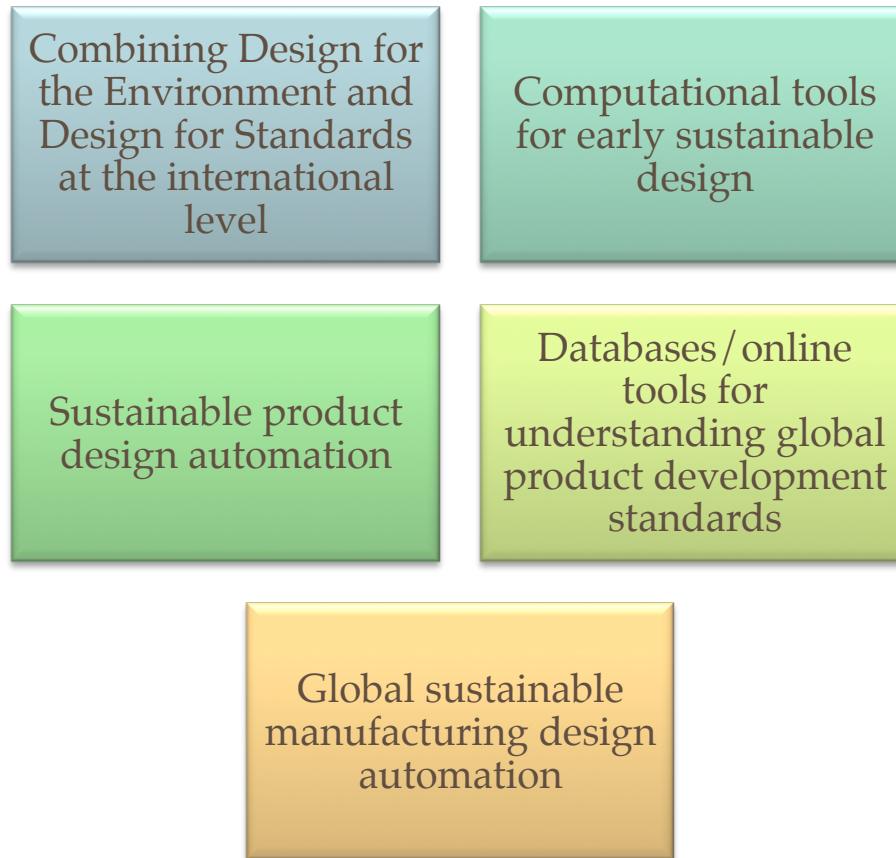 Combining Design for
the Environment and
Design for Standards
at the international
level
Computational tools
for early sustainable
design
Sustainable product
design automation
Databases/online
tools for
understanding global
product development
standards
Global sustainable
manufacturing design
automation